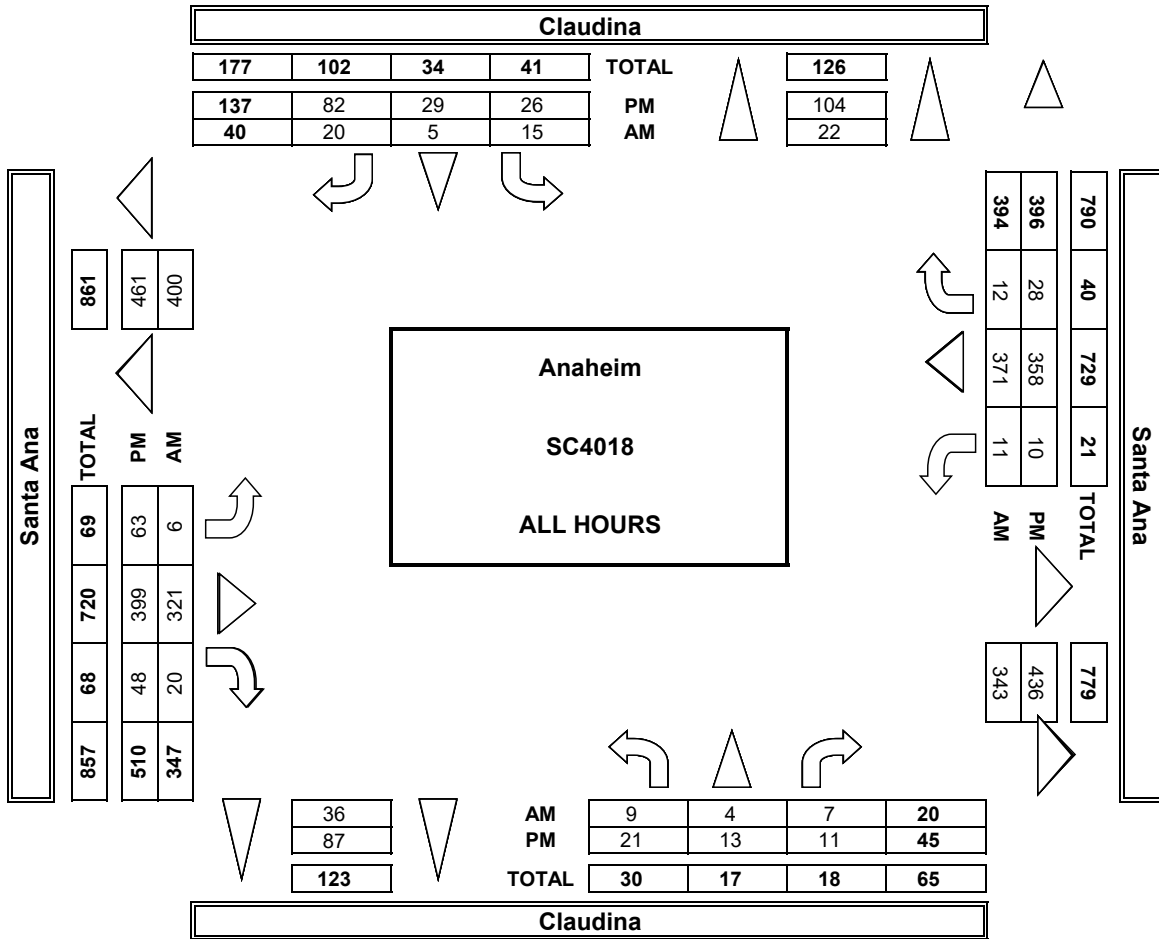 Claudina
177 102 34 41 TOTAL 126
137 82 29 26 PM 104
40 20 5 15 AM 22
Santa Ana
861
461
400
TOTAL
PM
AM
69 720 68 857
63 399 48 510
6 321 20 347
Anaheim
SC4018
ALL HOURS
394 12 371 11 AM
396 28 358 10 PM
790 40 729 21 TOTAL
343
436
779
Santa Ana
36 AM 9 4 7 20
87 PM 21 13 11 45
123 TOTAL 30 17 18 65
Claudina